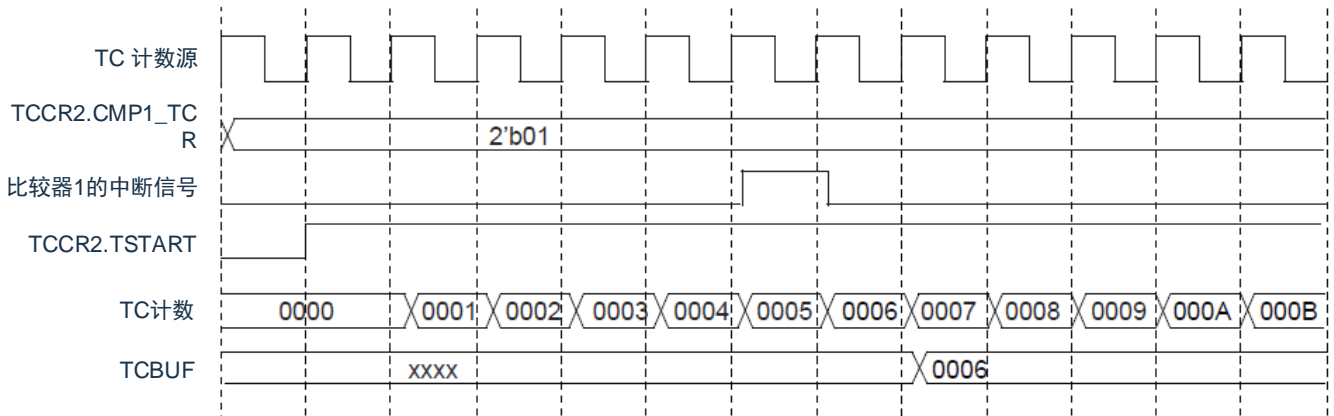 TC 计数源
TCCR2.CMP1_TC
R
2'b01
比较器1的中断信号
TCCR2.TSTART
TC计数
0000 0001 0002 0003 0004 0005 0006 0007 0008 0009 000A 000B
TCBUF
xxxx 0006